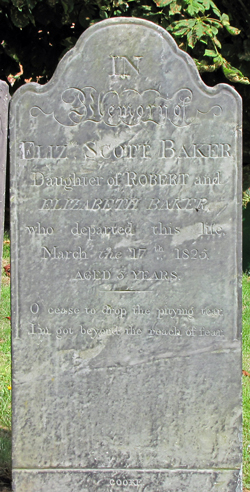 IN
Memory of
ELIZ. SCOTT BAKER
Daughter of ROBERT and
ELIZABETH BAKER
who departed this life
March the 17th 1825.
AGED 3 YEARS.
O cease to drop the pitying tear
I'm got beyond the reach of fear
COOKE